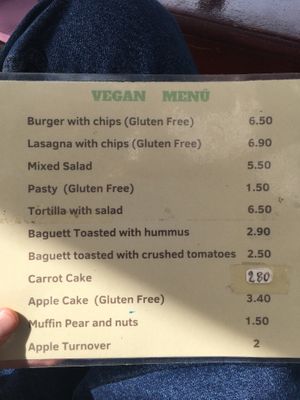 VEGAN MENÚ
Burger with chips (Gluten Free) 6.50
Lasagna with chips (Gluten Free) 6.90
Mixed Salad 5.50
Pasty (Gluten Free) 1.50
Tortilla with salad 6.50
Baguett Toasted with hummus 2.90
Baguett toasted with crushed tomatoes 2.50
Carrot Cake 280
Apple Cake (Gluten Free) 3.40
Muffin Pear and nuts 1.50
Apple Turnover 2